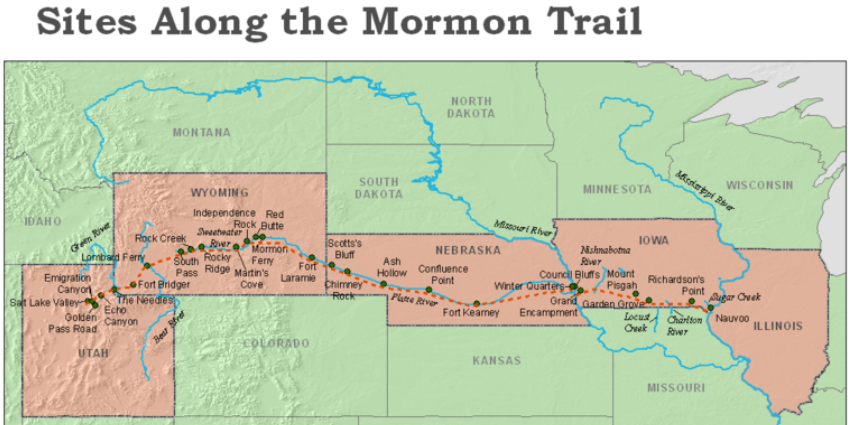 Sites Along the Mormon Trail
NORTH
DAKOTA
MONTANA
SOUTH
DAKOTA
MINNESOTA
WISCONSIN
Mississippi River
WYOMING
IDAHO
Green River
Independence
Rock
Red
Butte
Sweetwater
River
Rock Creek
Lombard Ferry
South
Pass
Rocky
Ridge
Martin's
Cove
Mormon
Ferry
Fort
Laramie
Scott's
Bluff
Chimney
Rock
Missouri River
NEBRASKA
Ash
Hollow
Confluence
Point
Platte River
Fort Kearney
Winter Quarters
IOWA
Nishnabotna
River
Council Bluffs
Mount
Pisgah
Grand
Encampment
Garden Grove
Richardson's
Point
Locust
Creek
Charlton
River
Sugar Creek
Nauvoo
ILLINOIS
Emigration
Canyon
Salt Lake Valley
Golden
Pass Road
Echo
Canyon
The Needles
Fort Bridger
Bear River
UTAH
COLORADO
KANSAS
MISSOURI